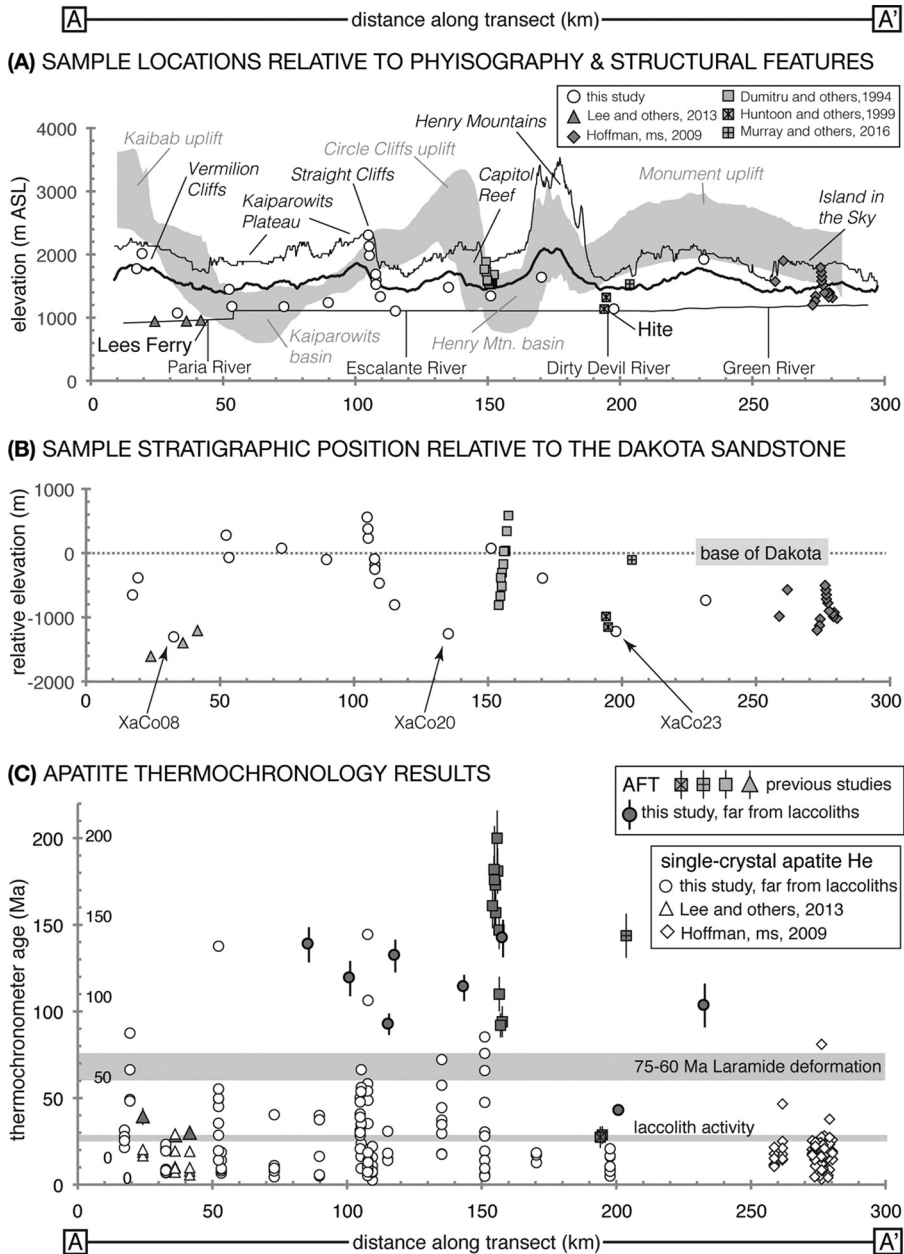 A distance along transect (km) A'
(A) SAMPLE LOCATIONS RELATIVE TO PHYISOGRAPHY & STRUCTURAL FEATURES
this study
Lee and others, 2013
Hoffman, ms, 2009
Dumitru and others,1994
Huntoon and others,1999
Murray and others, 2016
elevation (m ASL)
4000
3000
2000
1000
0
Kaibab uplift
Vermilion
Cliffs
Kaiparowits
Plateau
Straight Cliffs
Circle Cliffs uplift
Henry Mountains
Capitol
Reef
Monument uplift
Island in
the Sky
Lees Ferry
Kaiparowits
basin
Henry Mtn. basin
Hite
Paria River
Escalante River
Dirty Devil River
Green River
0 50 100 150 200 250 300
(B) SAMPLE STRATIGRAPHIC POSITION RELATIVE TO THE DAKOTA SANDSTONE
relative elevation (m)
1000
0
-1000
-2000
base of Dakota
0 50 100 150 200 250 300
XaCo08 XaCo20 XaCo23
(C) APATITE THERMOCHRONOLOGY RESULTS
AFT previous studies
this study, far from laccoliths
single-crystal apatite He
this study, far from laccoliths
Lee and others, 2013
Hoffman, ms, 2009
thermochronometer age (Ma)
200
150
100
50
0
200
150
100
50
0
0
75-60 Ma Laramide deformation
laccolith activity
0 50 100 150 200 250 300
A distance along transect (km) A'